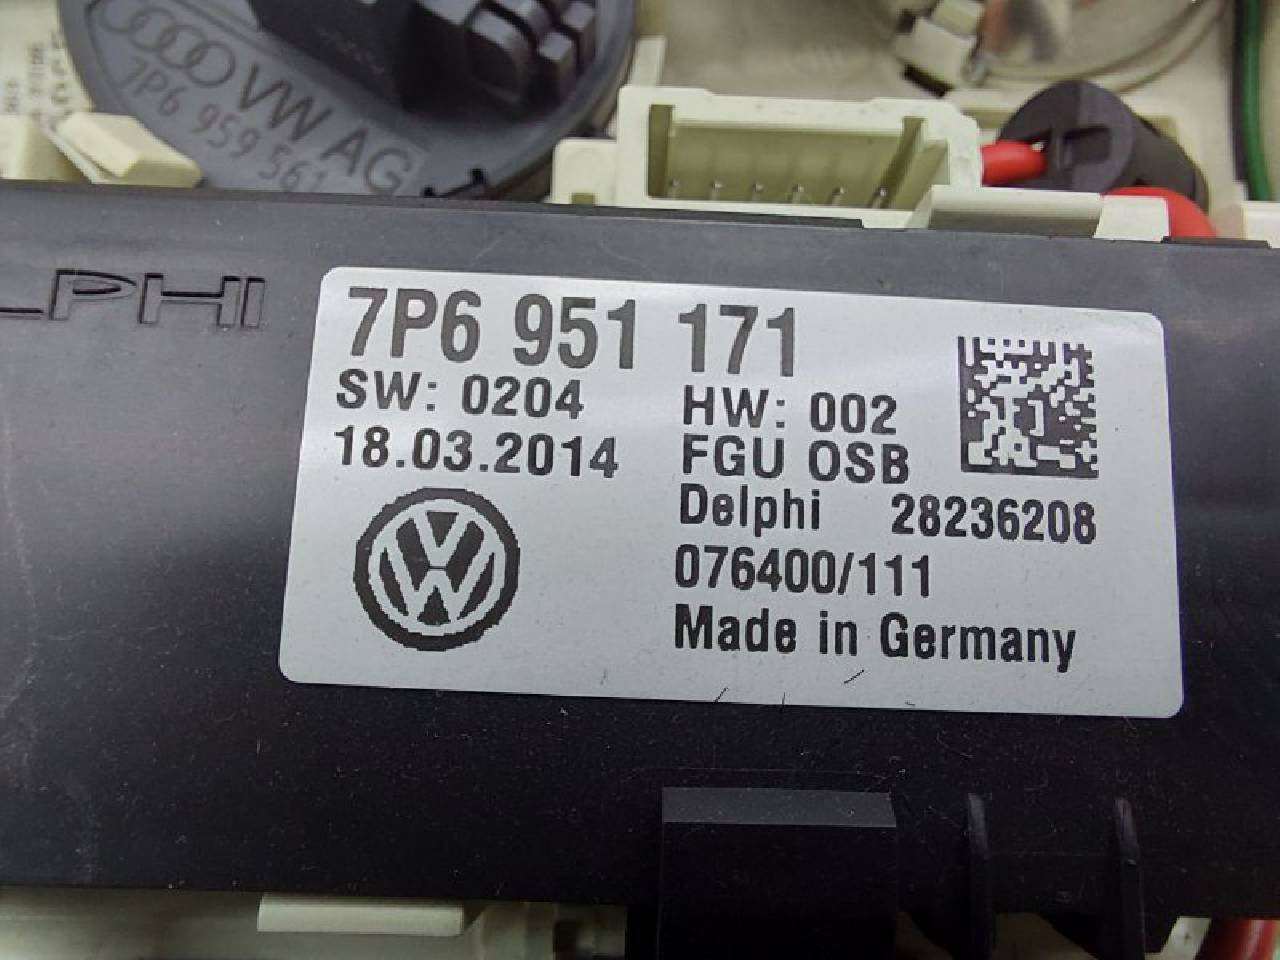 VW AG
7P6 959 561
LPHI
7P6 951 171
SW: 0204 HW: 002
18.03.2014 FGU OSB
Delphi 28236208
076400/111
Made in Germany